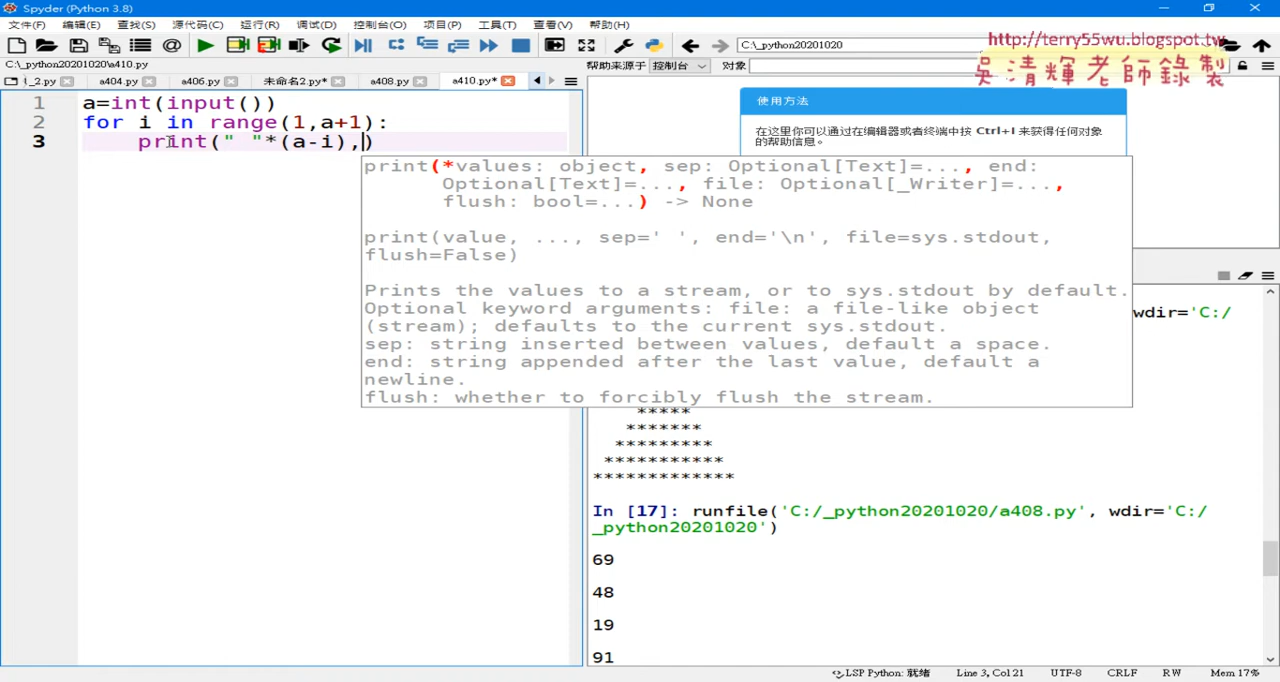 Spyder (Python 3.8)
文件(F) 编辑(E) 查找(S) 源代码(C) 运行(R) 调试(D) 控制台(O) 项目(P) 工具(T) 查看(V) 帮助(H)
C:\_python20201020
http://terry55wu.blogspot.tw
吳清輝老師錄製
C:\_python20201020\a410.py
帮助来源于 控制台 对象
l_2.py a404.py a406.py 未命名2.py* a408.py a410.py*
1 a=int(input())
2 for i in range(1,a+1):
3 print(" "*(a-i),)
print(*values: object, sep: Optional[Text]=..., end:
Optional[Text]=..., file: Optional[_Writer]=...,
flush: bool=...) -> None
print(value, ..., sep=' ', end='\n', file=sys.stdout,
flush=False)
Prints the values to a stream, or to sys.stdout by default.
Optional keyword arguments: file: a file-like object
(stream); defaults to the current sys.stdout.
sep: string inserted between values, default a space.
end: string appended after the last value, default a
newline.
flush: whether to forcibly flush the stream.
使用方法
在这里你可以通过在编辑器或者终端中按 Ctrl+I 来获得任何对象
的帮助信息。
wdir='C:/
*****
*******
*********
***********
*************
In [17]: runfile('C:/_python20201020/a408.py', wdir='C:/
_python20201020')
69
48
19
91
LSP Python: 就绪 Line 3, Col 21 UTF-8 CRLF RW Mem 17%